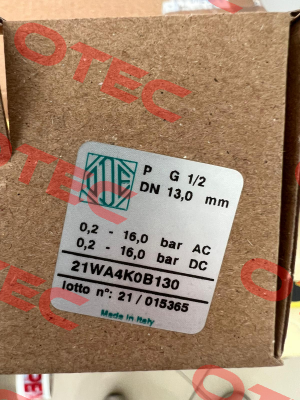 OTEC
ODE
P G 1/2
DN 13,0 mm
0,2 - 16,0 bar AC
0,2 - 16,0 bar DC
21WA4K0B130
lotto n°: 21 / 015365
Made in Italy
OTEC